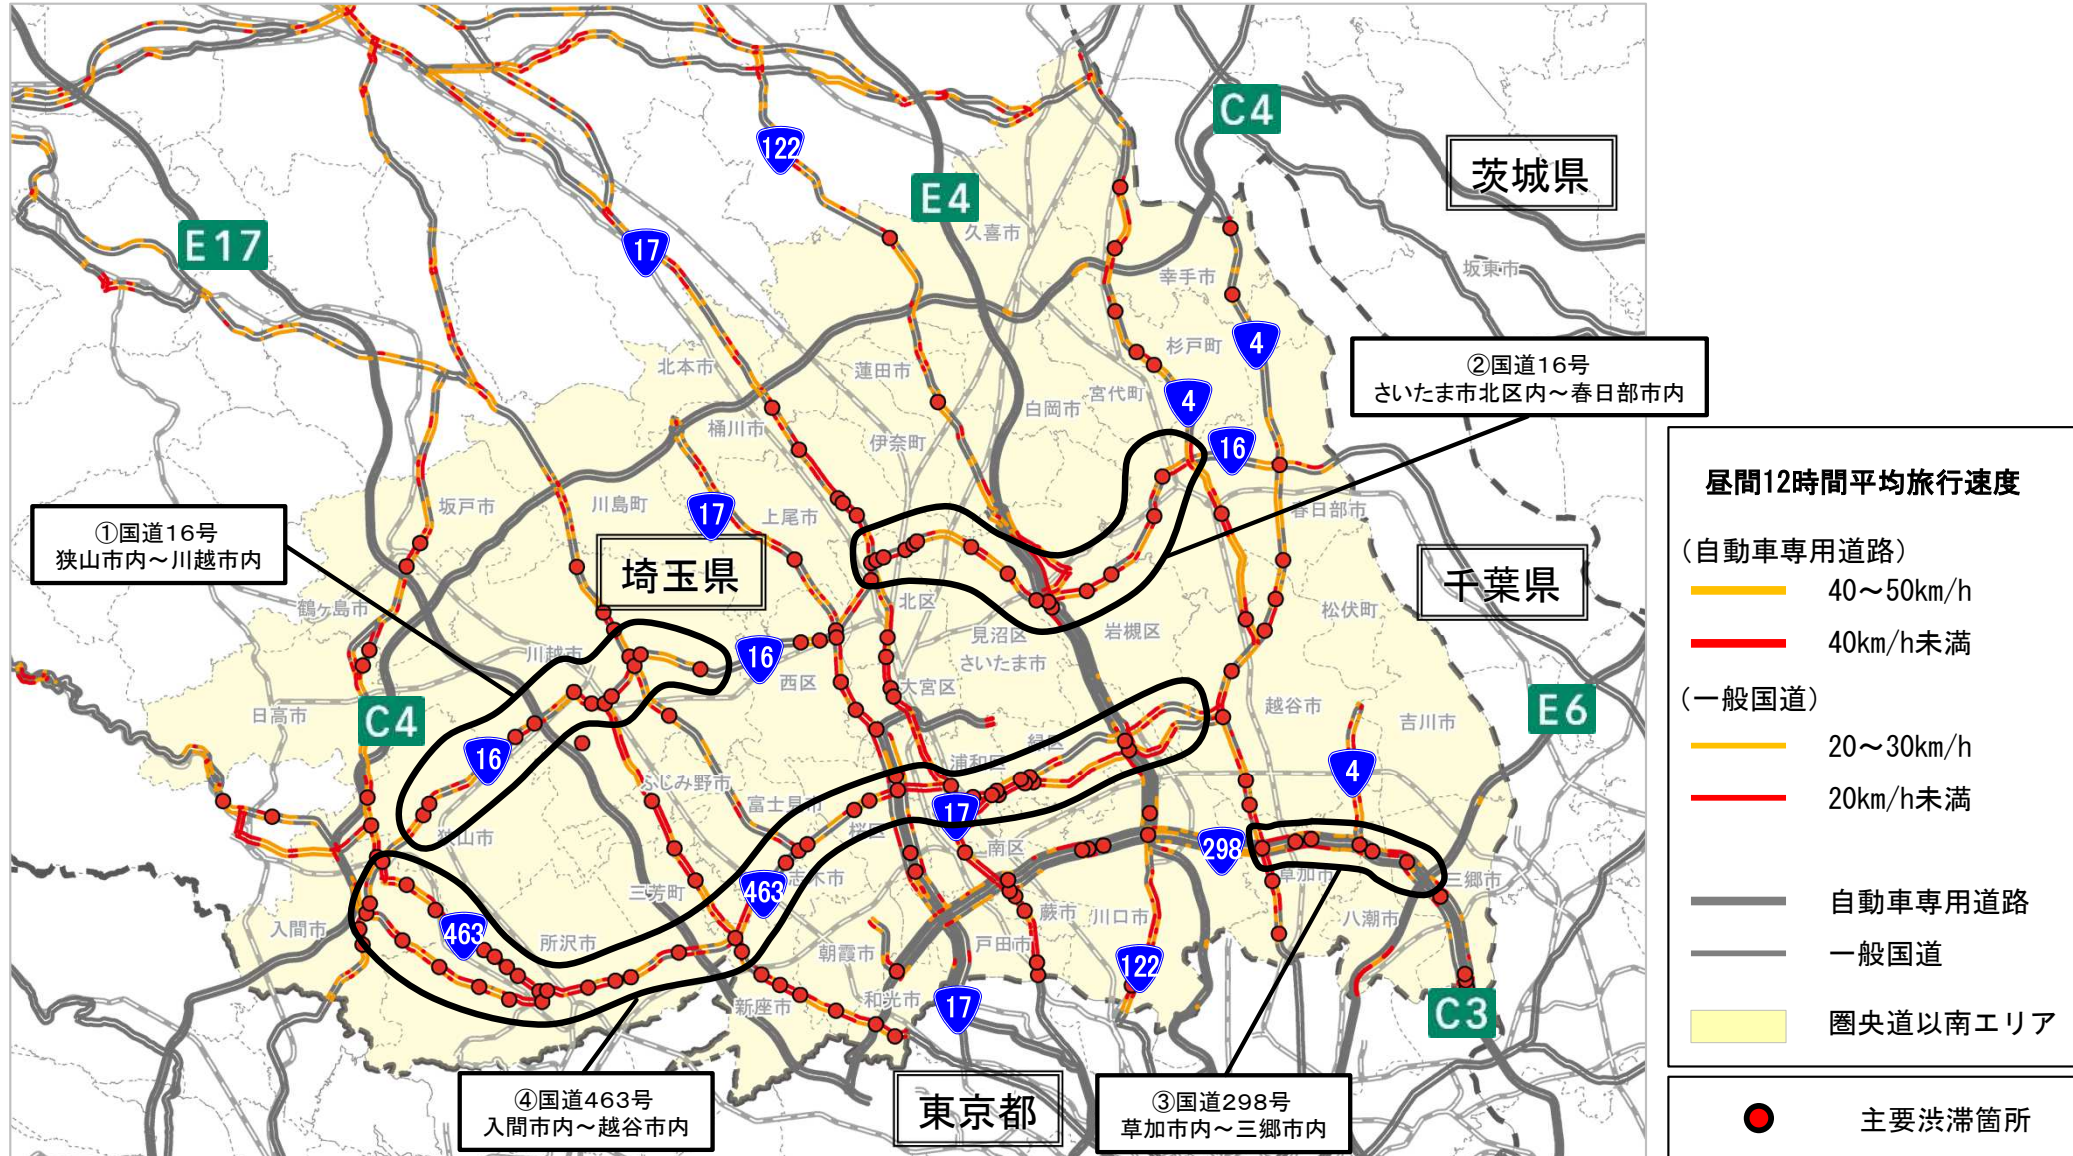 C4
茨城県
122
E4
久喜市
E17
17
幸手市
坂東市
4
杉戸町
②国道16号
さいたま市北区内～春日部市内
北本市
蓮田市
宮代町
4
白岡市
桶川市
伊奈町
16
坂戸市
川島町
17
上尾市
春日部市
①国道16号
狭山市内～川越市内
埼玉県
千葉県
鶴ヶ島市
北区
松伏町
見沼区
岩槻区
川越市
16
さいたま市
西区
大宮区
日高市
C4
越谷市
吉川市
E6
16
緑区
浦和区
4
ふじみ野市
富士見市
17
桜区
狭山市
南区
298
草加市
三郷市
三芳町
463
志木市
入間市
463
所沢市
蕨市
川口市
八潮市
朝霞市
戸田市
122
新座市
和光市
17
C3
④国道463号
入間市内～越谷市内
東京都
③国道298号
草加市内～三郷市内
昼間12時間平均旅行速度
（自動車専用道路）
40～50km/h
40km/h未満
（一般国道）
20～30km/h
20km/h未満
自動車専用道路
一般国道
圏央道以南エリア
主要渋滞箇所